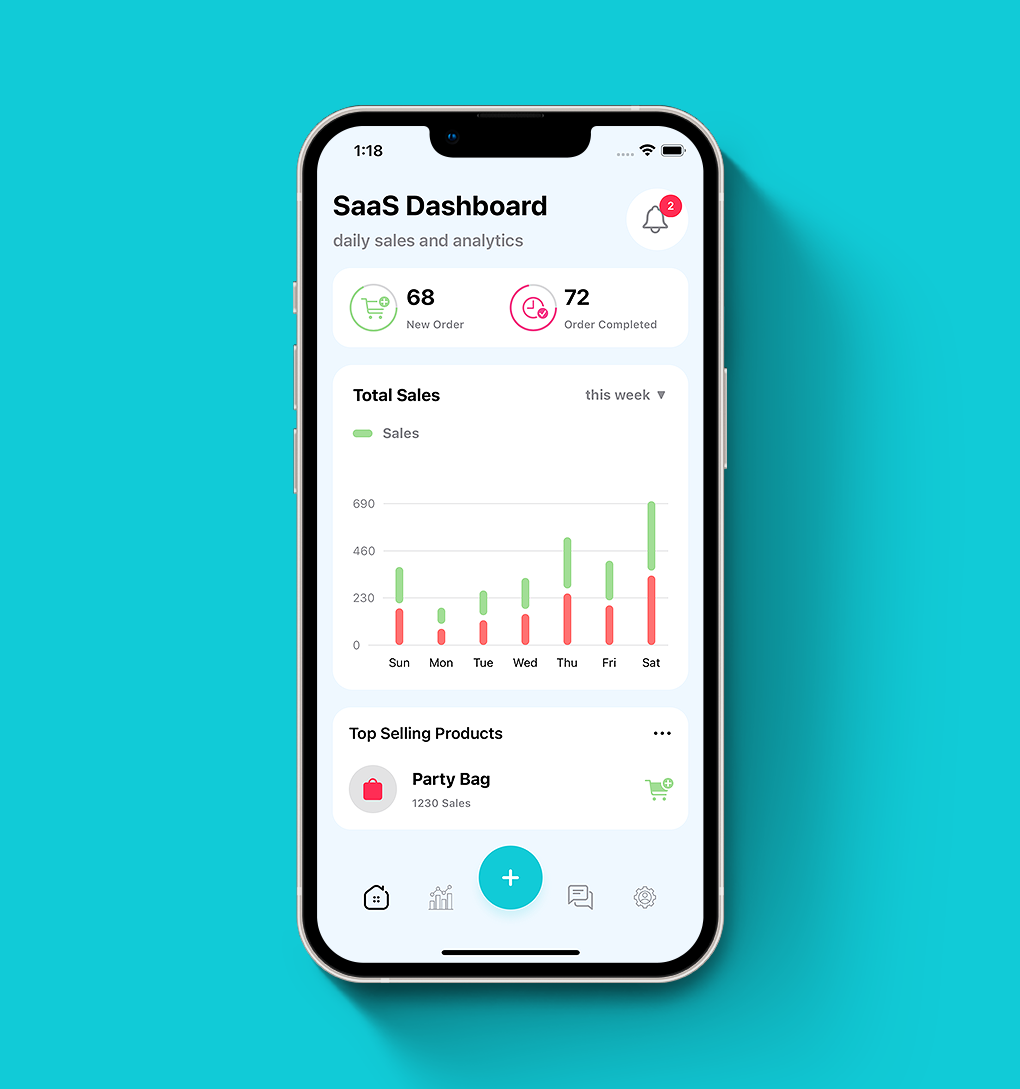 1:18
SaaS Dashboard
2
daily sales and analytics
68
New Order
72
Order Completed
Total Sales
this week ▼
Sales
690
460
230
0
Sun Mon Tue Wed Thu Fri Sat
Top Selling Products
Party Bag
1230 Sales